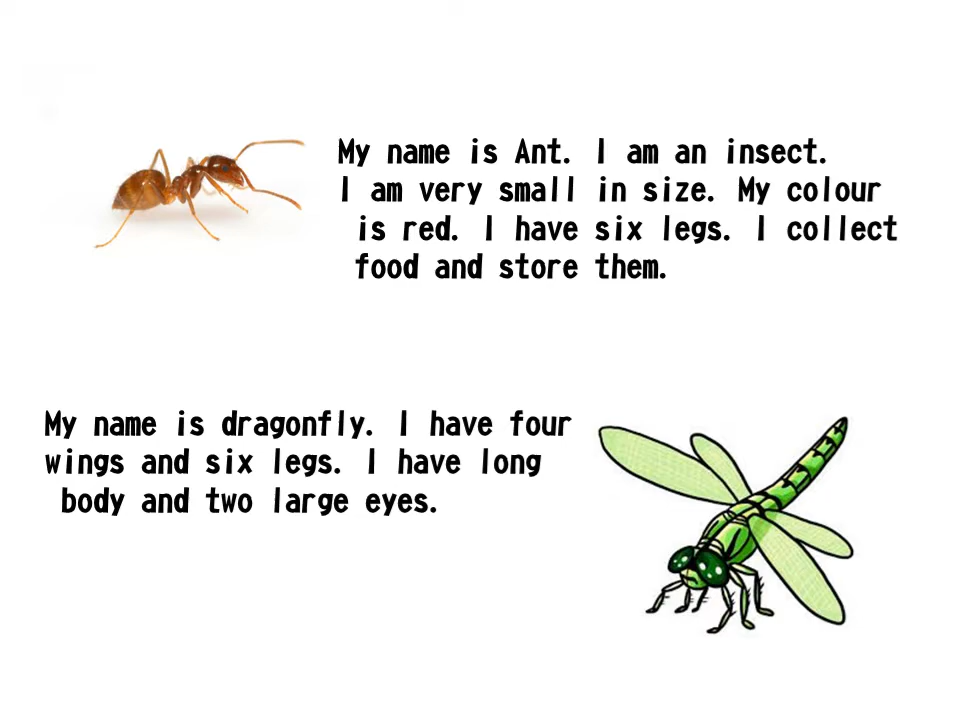 My name is Ant. I am an insect.
I am very small in size. My colour
is red. I have six legs. I collect
food and store them.
My name is dragonfly. I have four
wings and six legs. I have long
body and two large eyes.